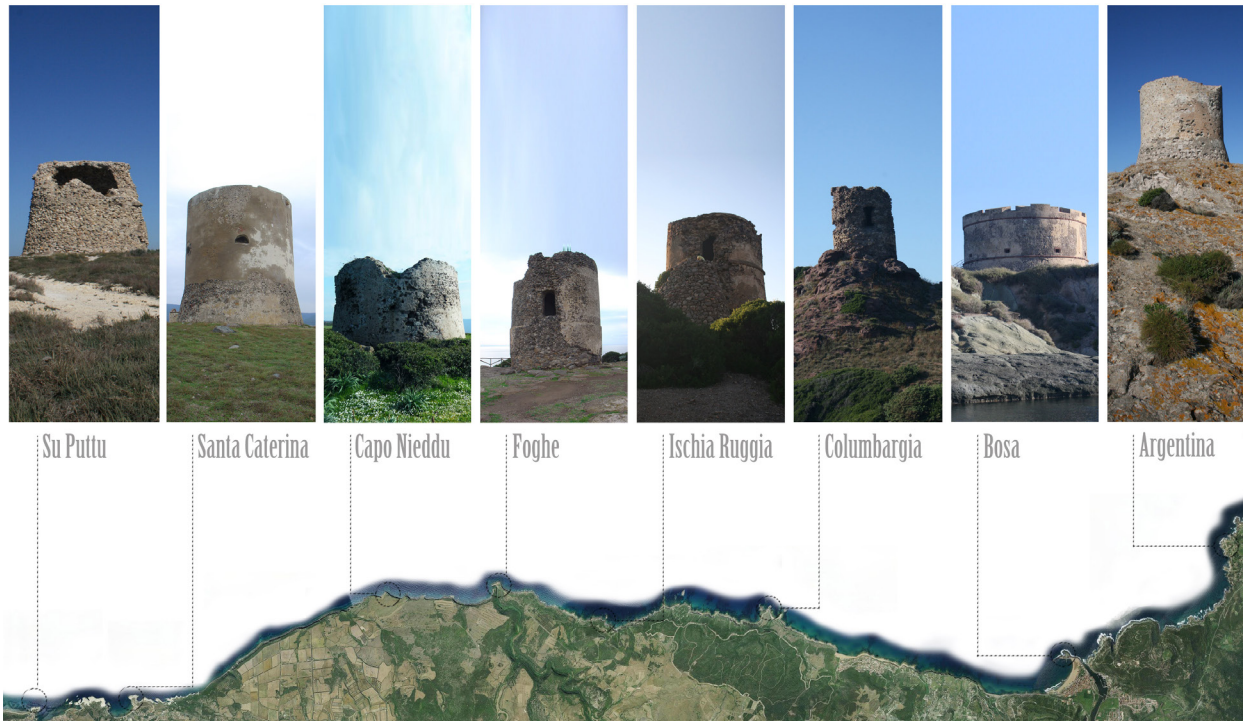 Su Puttu
Santa Caterina
Capo Nieddu
Foghe
Ischia Ruggia
Columbargia
Bosa
Argentina